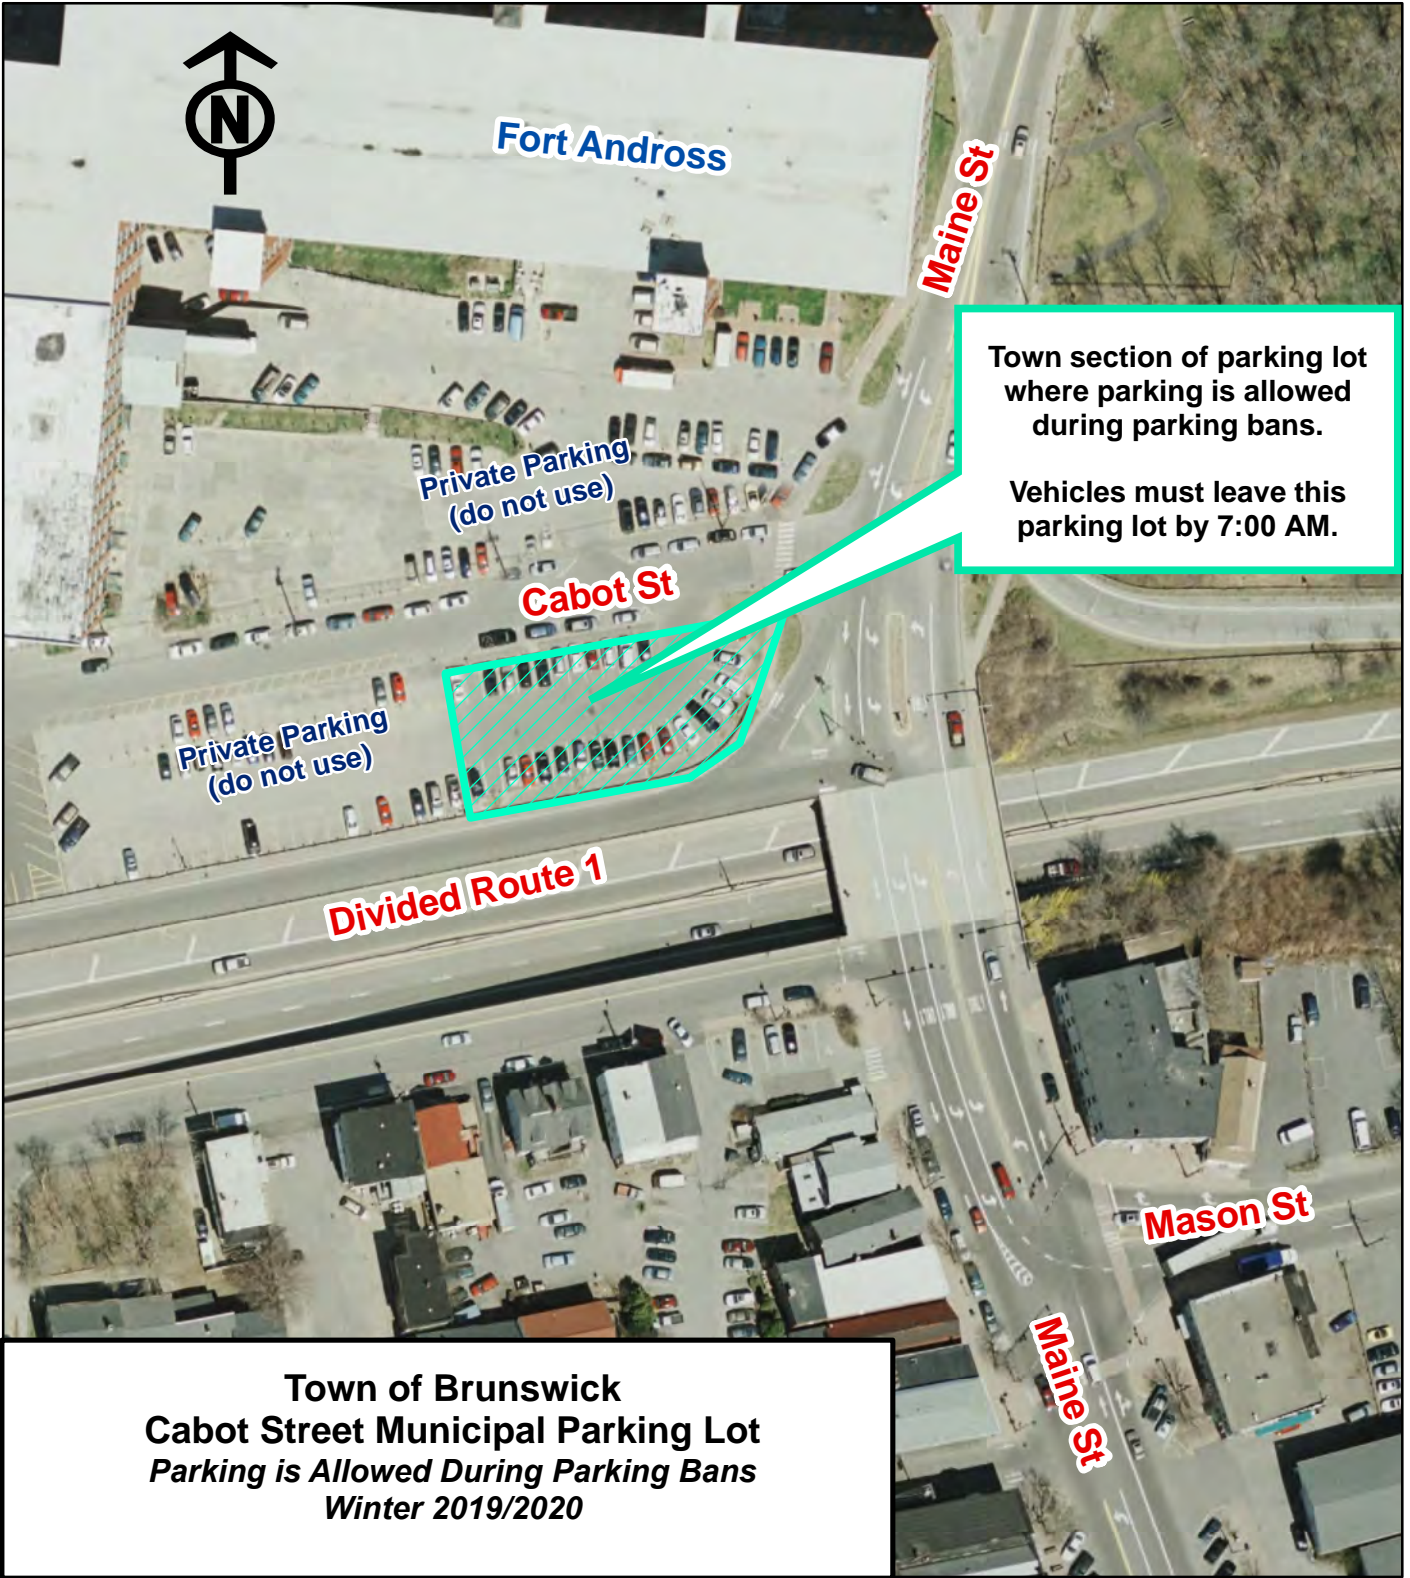 N
Fort Andross
Maine St
Town section of parking lot
where parking is allowed
during parking bans.
Vehicles must leave this
parking lot by 7:00 AM.
Private Parking
(do not use)
Cabot St
Private Parking
(do not use)
Divided Route 1
Mason St
Maine St
Town of Brunswick
Cabot Street Municipal Parking Lot
Parking is Allowed During Parking Bans
Winter 2019/2020